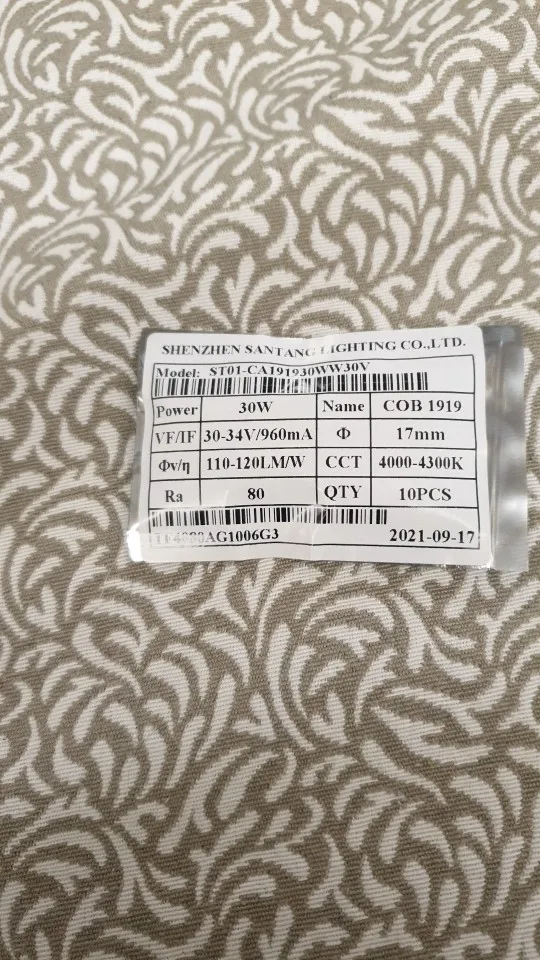 SHENZHEN SANTANG LIGHTING CO.,LTD.
Model: ST01-CA191930WW30V
Power 30W Name COB 1919
VF/IF 30-34V/960mA Φ 17mm
Φv/η 110-120LM/W CCT 4000-4300K
Ra 80 QTY 10PCS
2021-09-17